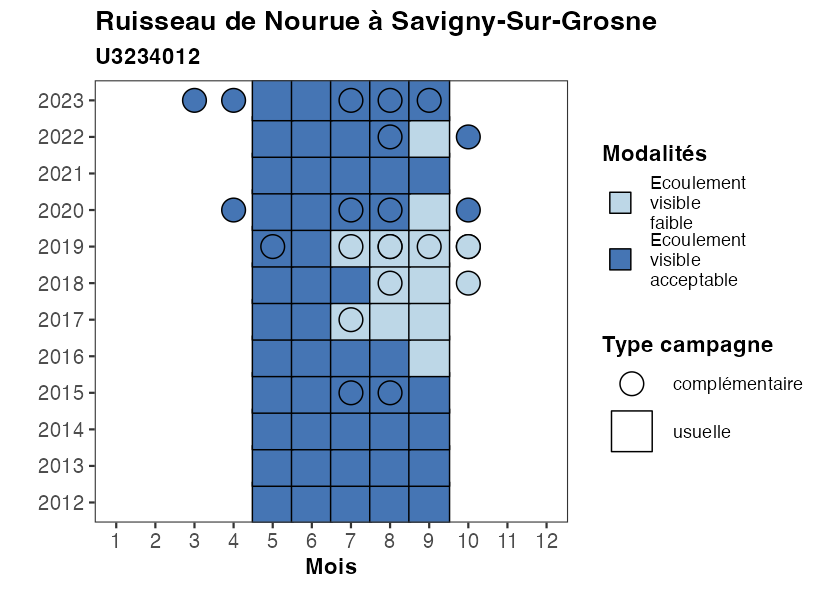 Ruisseau de Nourue à Savigny-Sur-Grosne
U3234012
2023
2022
2021
2020
2019
2018
2017
2016
2015
2014
2013
2012
1 2 3 4 5 6 7 8 9 10 11 12
Mois
Modalités
Ecoulement
visible
faible
Ecoulement
visible
acceptable
Type campagne
complémentaire
usuelle